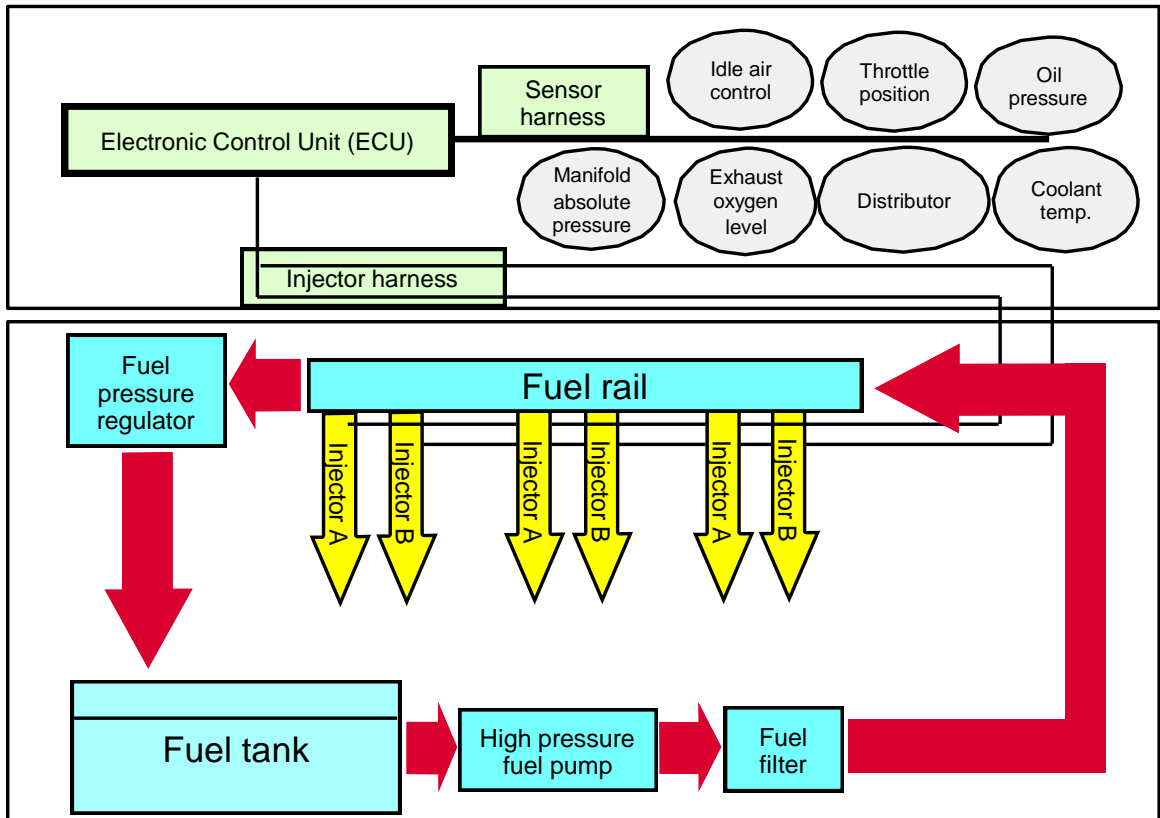 Idle air
control
Throttle
position
Oil
pressure
Sensor
harness
Electronic Control Unit (ECU)
Manifold
absolute
pressure
Exhaust
oxygen
level
Distributor
Coolant
temp.
Injector harness
Fuel
pressure
regulator
Fuel rail
Injector A
Injector B
Injector A
Injector B
Injector A
Injector B
Fuel tank
High pressure
fuel pump
Fuel
filter